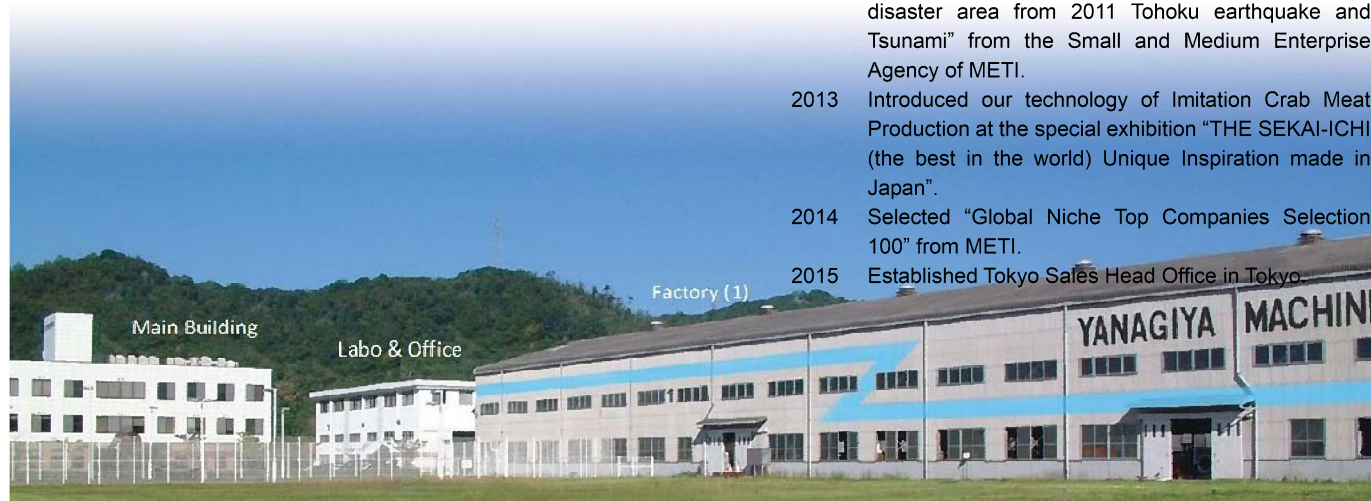 disaster area from 2011 Tohoku earthquake and
Tsunami” from the Small and Medium Enterprise
Agency of METI.
2013 Introduced our technology of Imitation Crab Meat
Production at the special exhibition “THE SEKAI-ICHI
(the best in the world) Unique Inspiration made in
Japan”.
2014 Selected “Global Niche Top Companies Selection
100” from METI.
2015 Established Tokyo Sales Head Office in Tokyo.
Factory (1)
Main Building
Labo & Office
YANAGIYA MACHIN